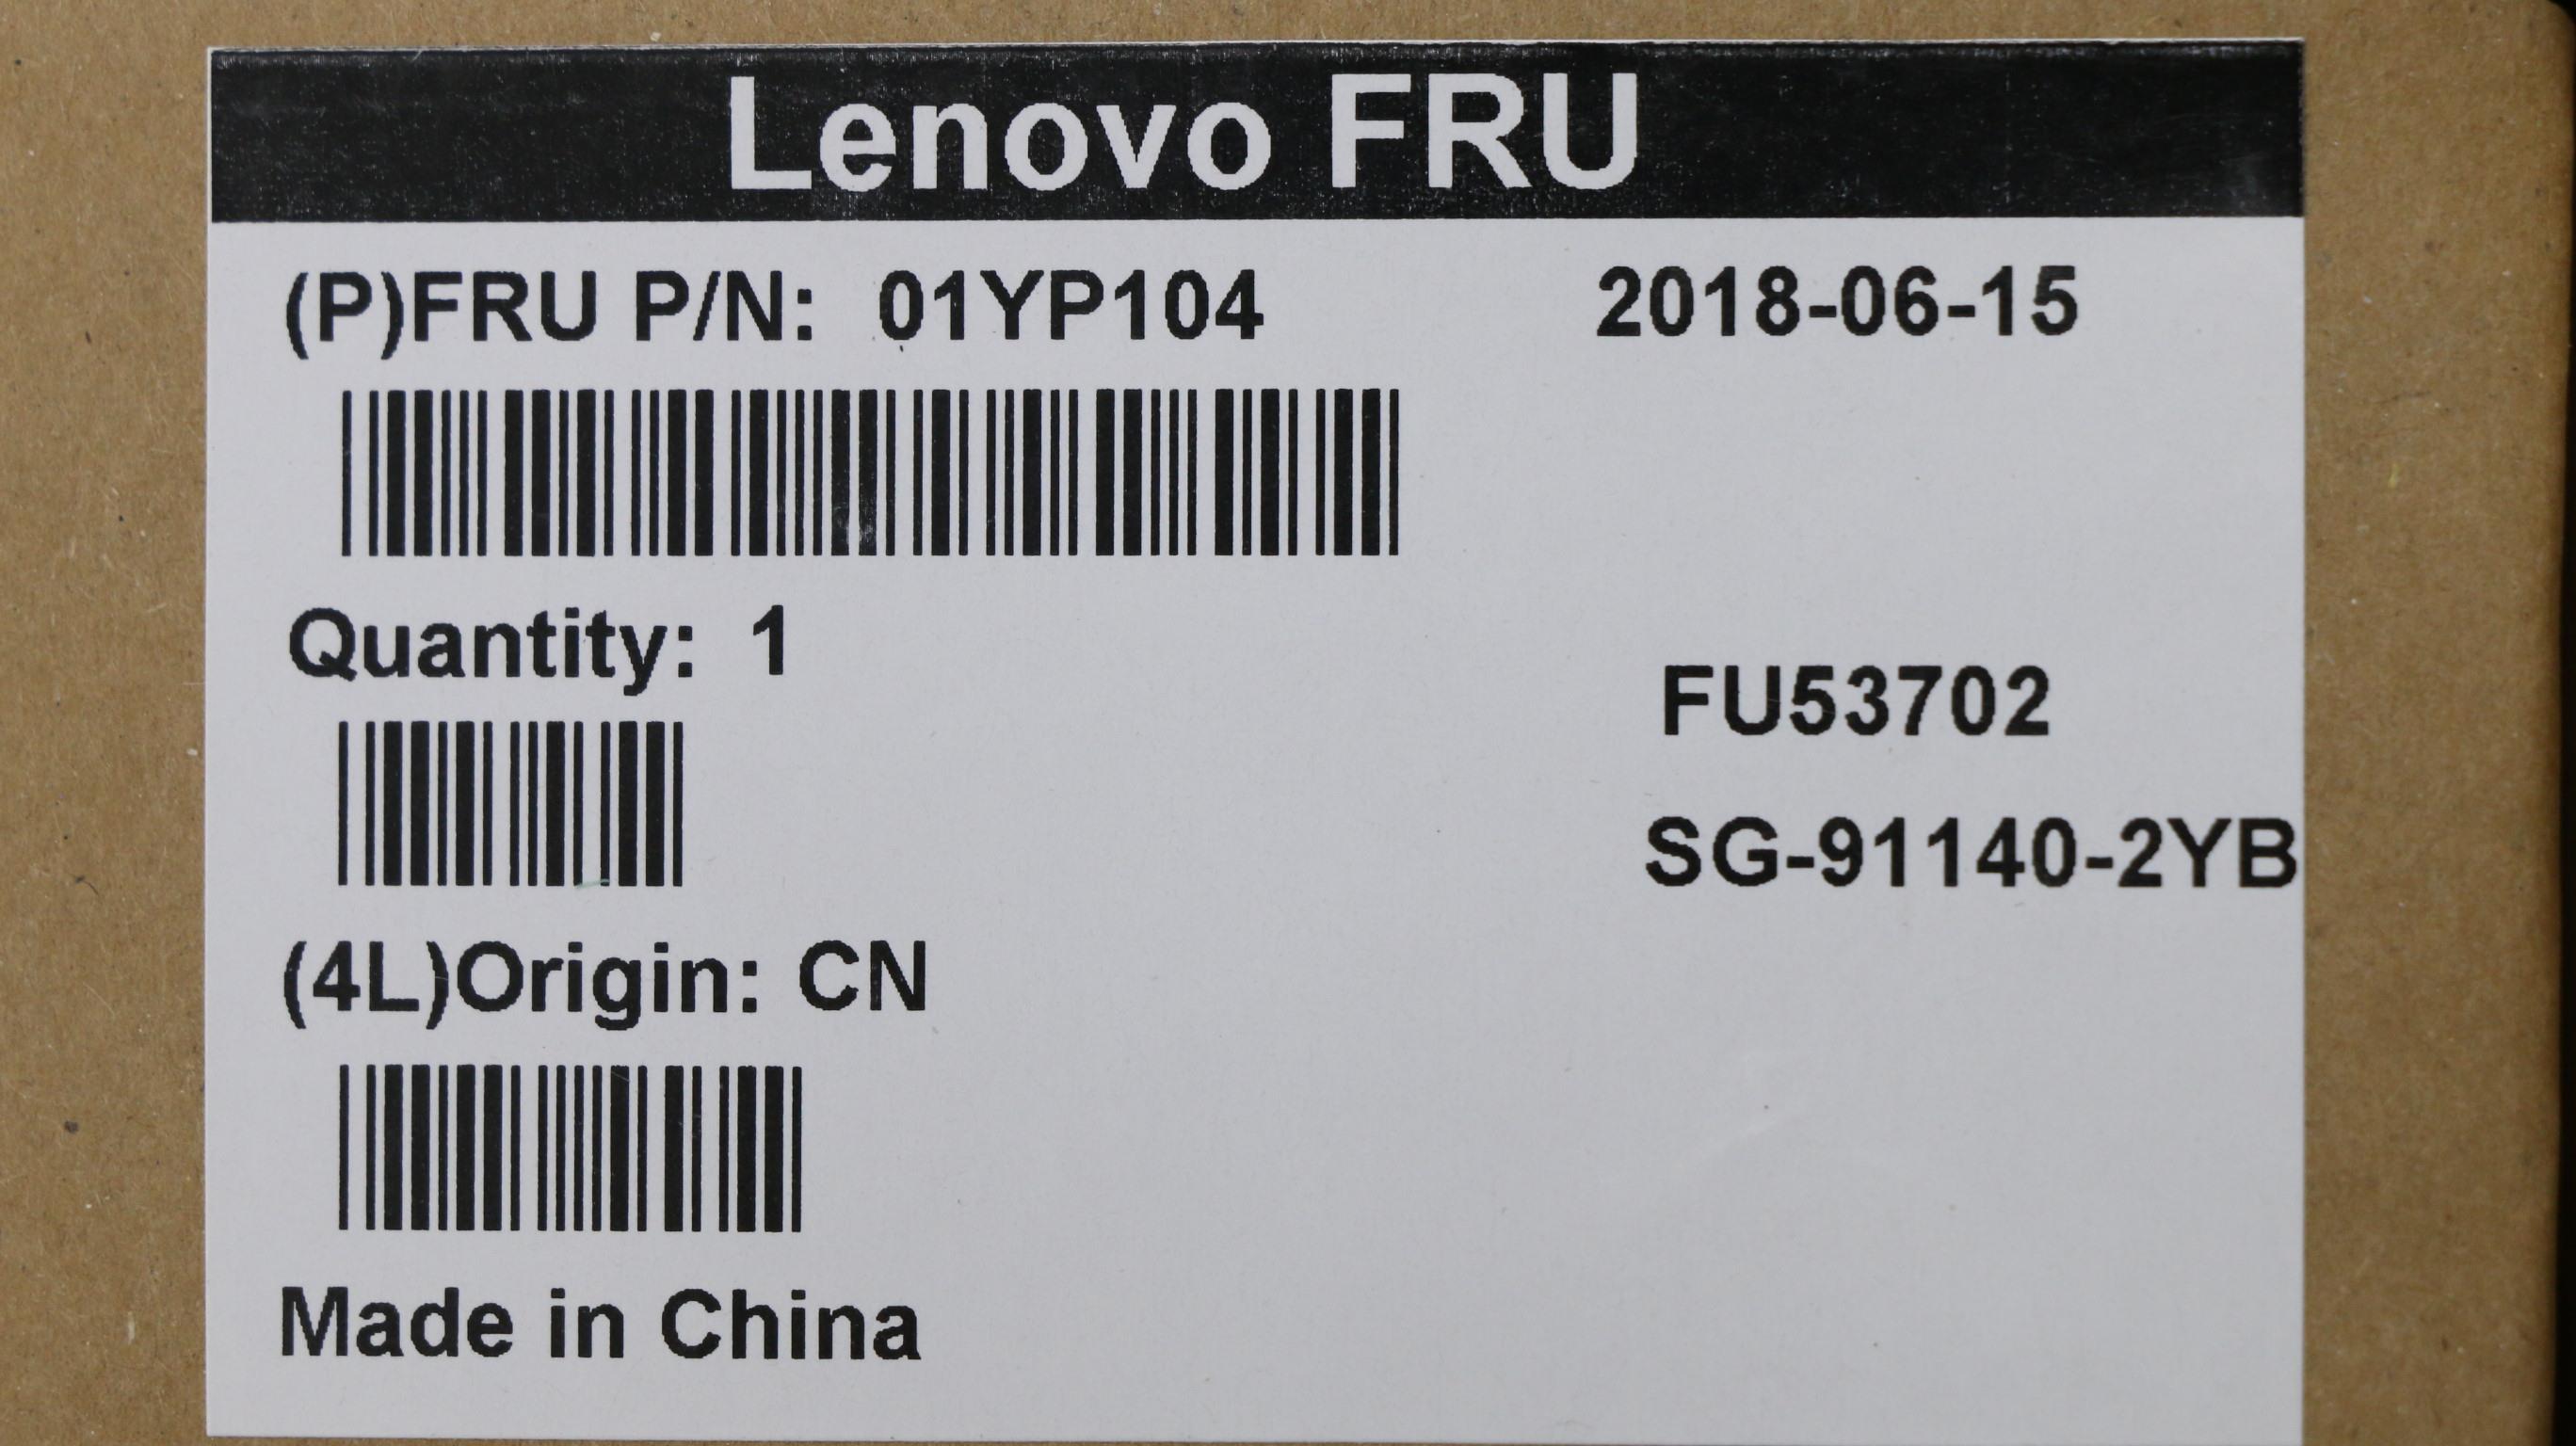 Lenovo FRU
(P)FRU P/N: 01YP104 2018-06-15
Quantity: 1
FU53702
SG-91140-2YB
(4L)Origin: CN
Made in China